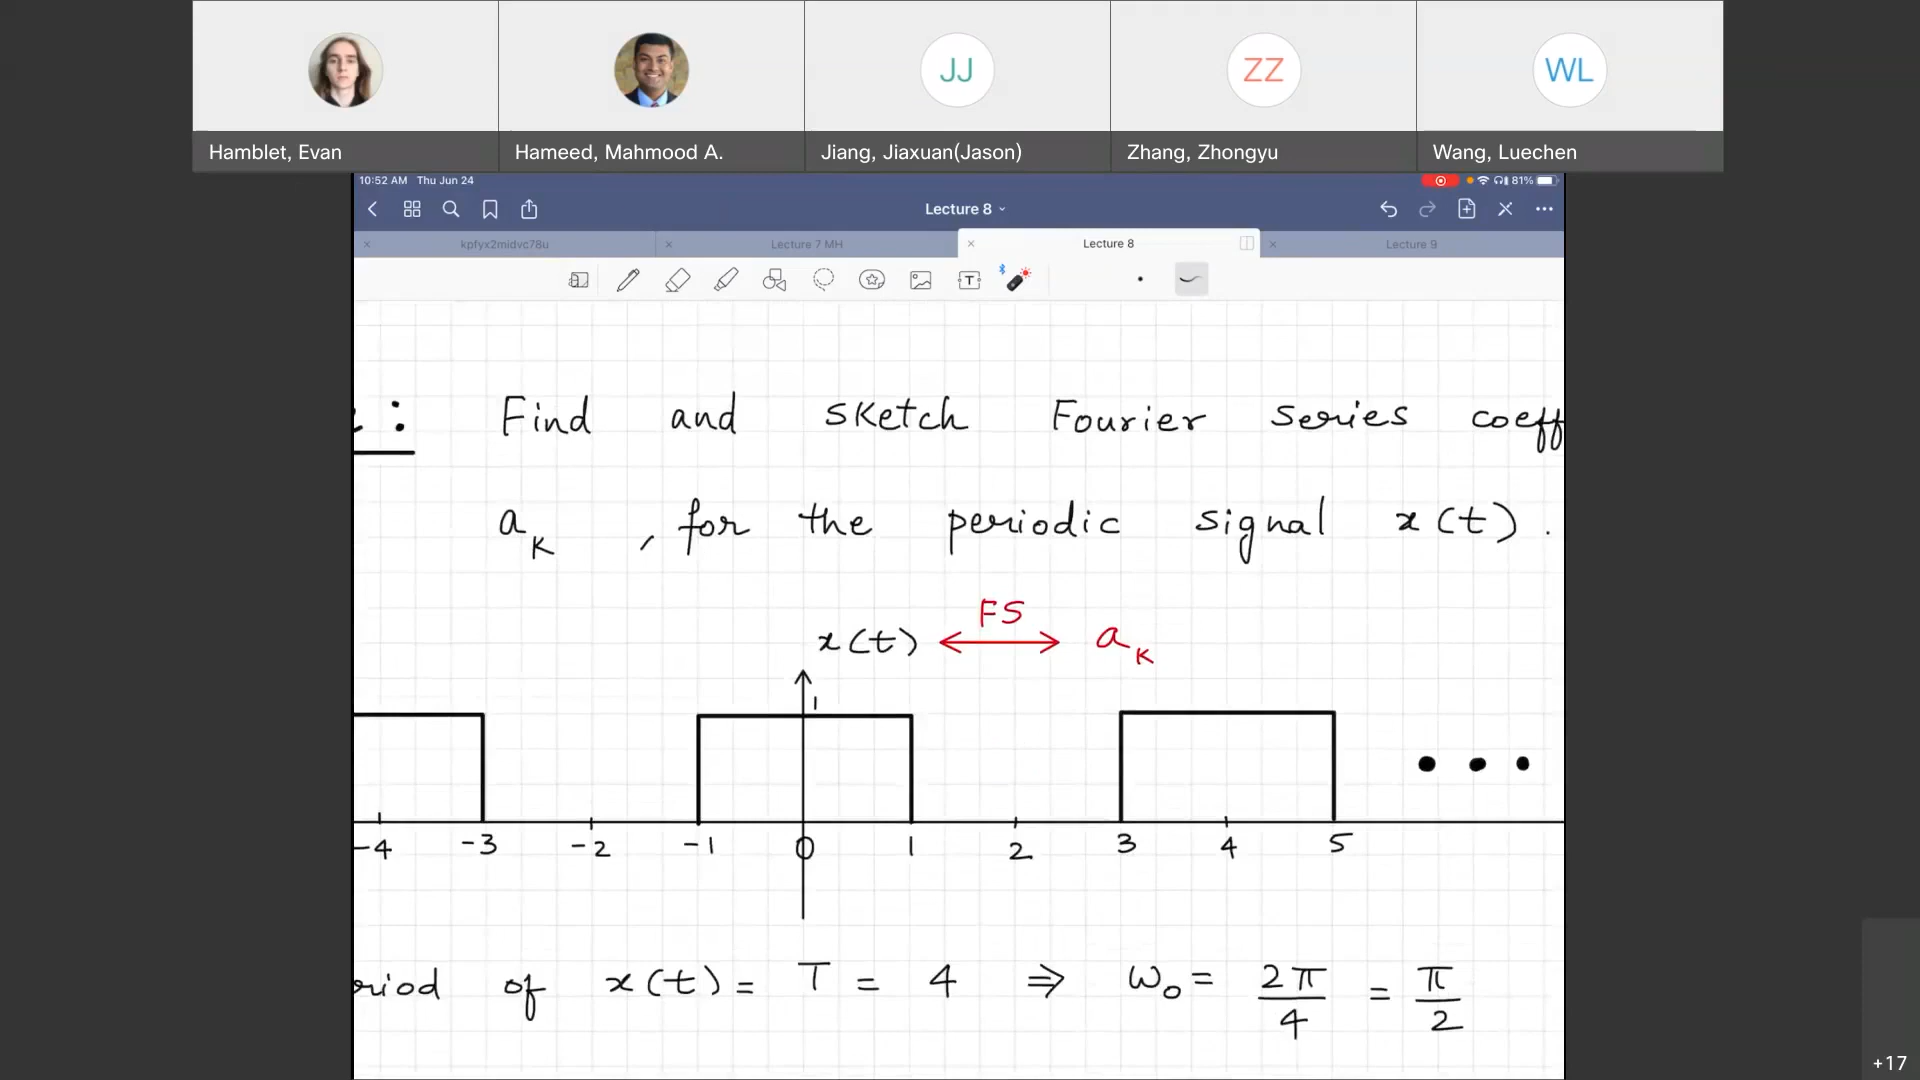 JJ
ZZ
WL
Hamblet, Evan
Hameed, Mahmood A.
Jiang, Jiaxuan(Jason)
Zhang, Zhongyu
Wang, Luechen
10:52 AM Thu Jun 24
81%
Lecture 8
kpfyx2midvc78u
Lecture 7 MH
Lecture 8
Lecture 9
T
: Find and sketch Fourier series coeff
a_k , for the periodic signal x(t).
x(t) FS a_k
1
-4 -3 -2 -1 0 1 2 3 4 5
riod of x(t) = T = 4 ⇒ ω₀ = 2π/4 = π/2
+17